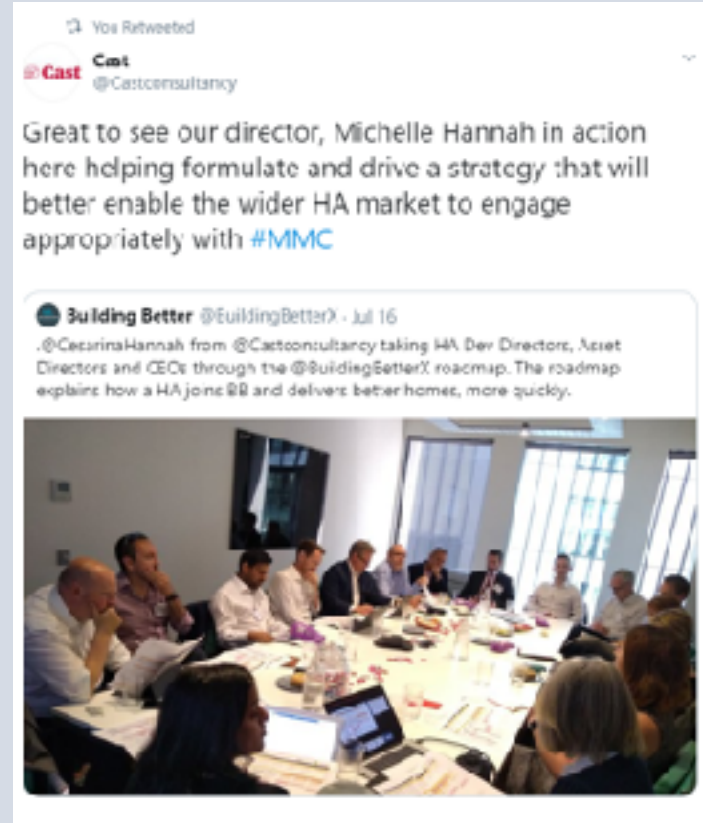 You Retweeted
Cast
Cast
@Castconsultancy
Great to see our director, Michelle Hannah in action
here helping formulate and drive a strategy that will
better enable the wider HA market to engage
appropriately with #MMC
Building Better @BuildingBetterX - Jul 16
.@CesarinaHannah from @Castconsultancy taking HA Dev Directors, Asset
Directors and CEOs through the @BuildingBetterX roadmap. The roadmap
explains how a HA joins BB and delivers better homes, more quickly.